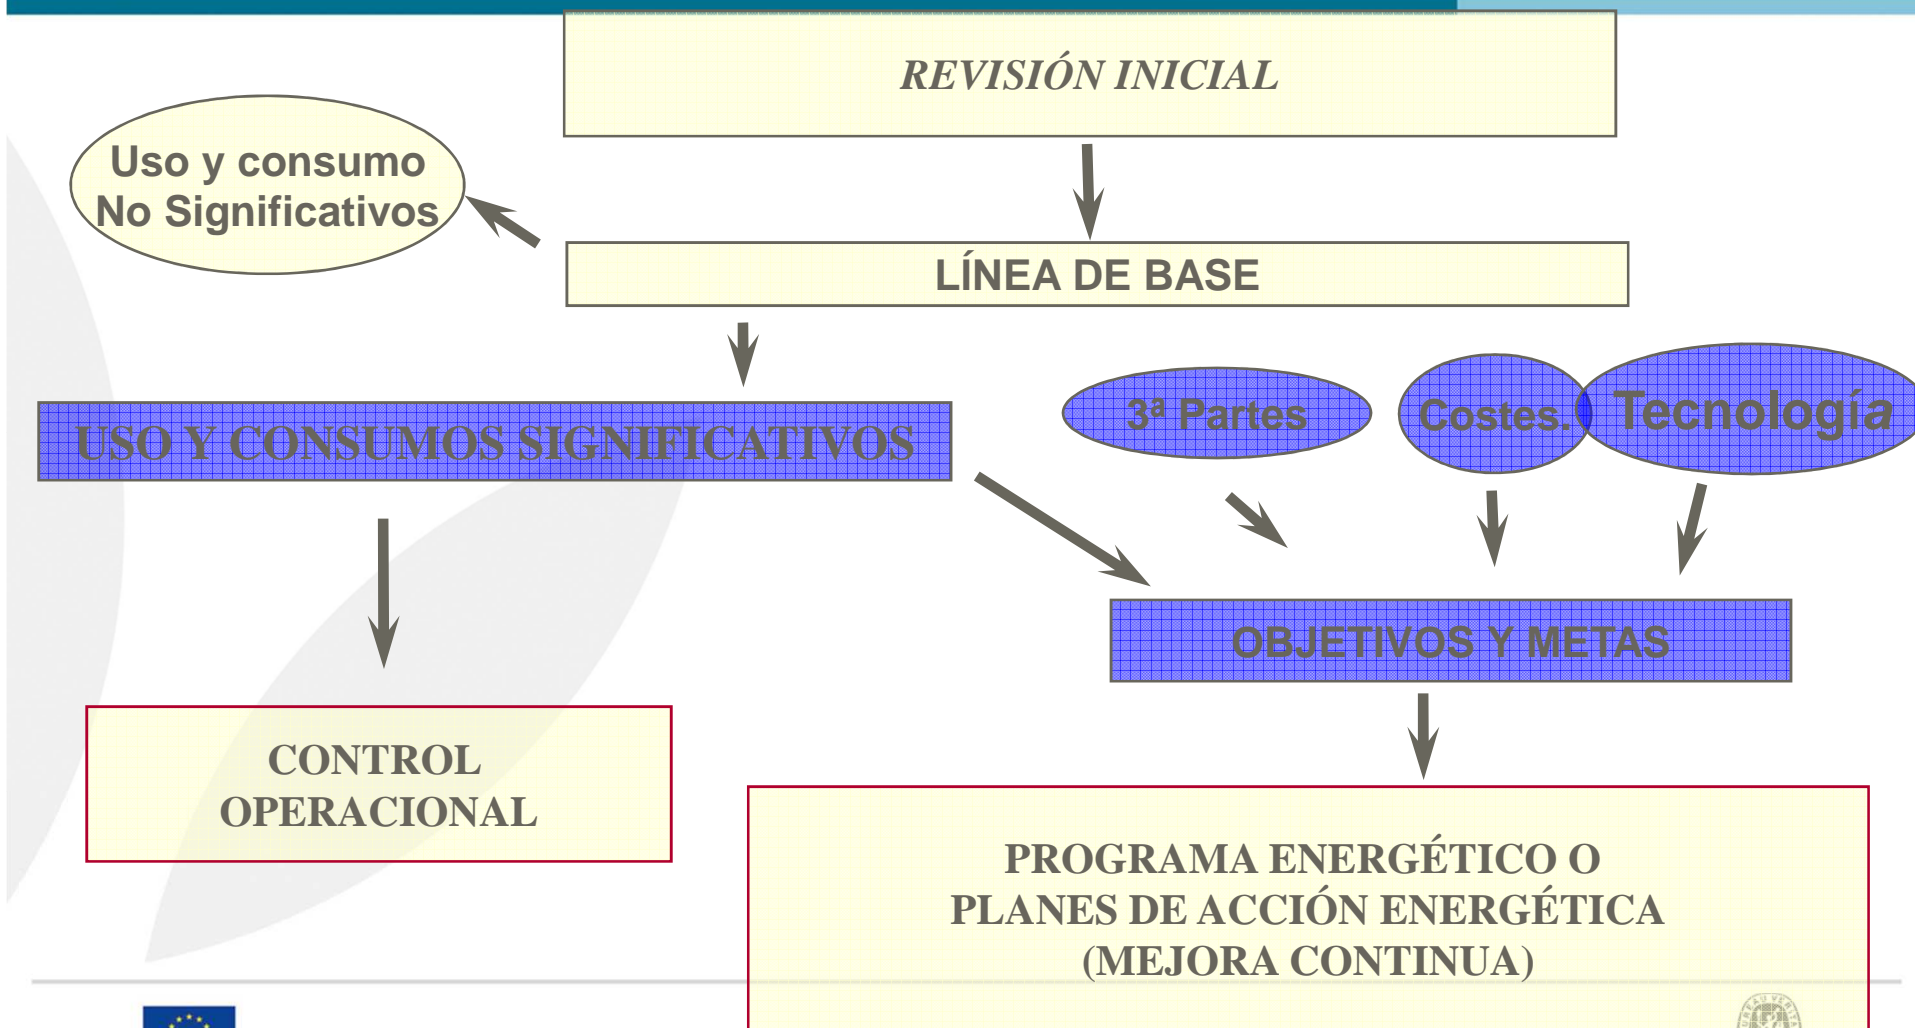 REVISIÓN INICIAL
Uso y consumo
No Significativos
LÍNEA DE BASE
USO Y CONSUMOS SIGNIFICATIVOS
3ª Partes
Costes.
Tecnología
OBJETIVOS Y METAS
CONTROL
OPERACIONAL
PROGRAMA ENERGÉTICO O
PLANES DE ACCIÓN ENERGÉTICA
(MEJORA CONTINUA)